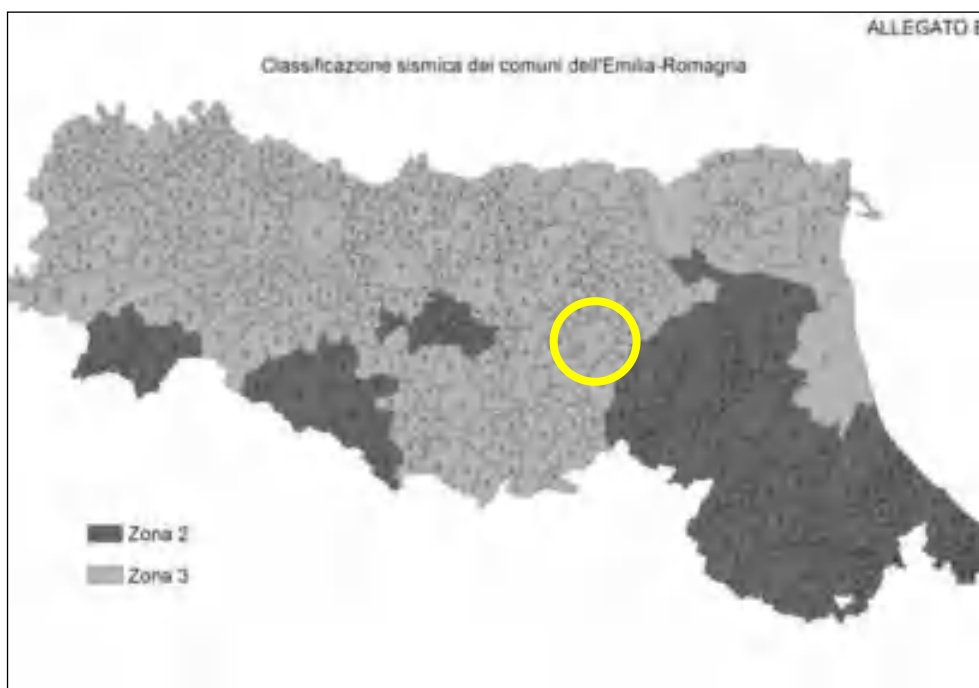 ALLEGATO B
Classificazione sismica dei comuni dell'Emilia-Romagna
Zona 2
Zona 3